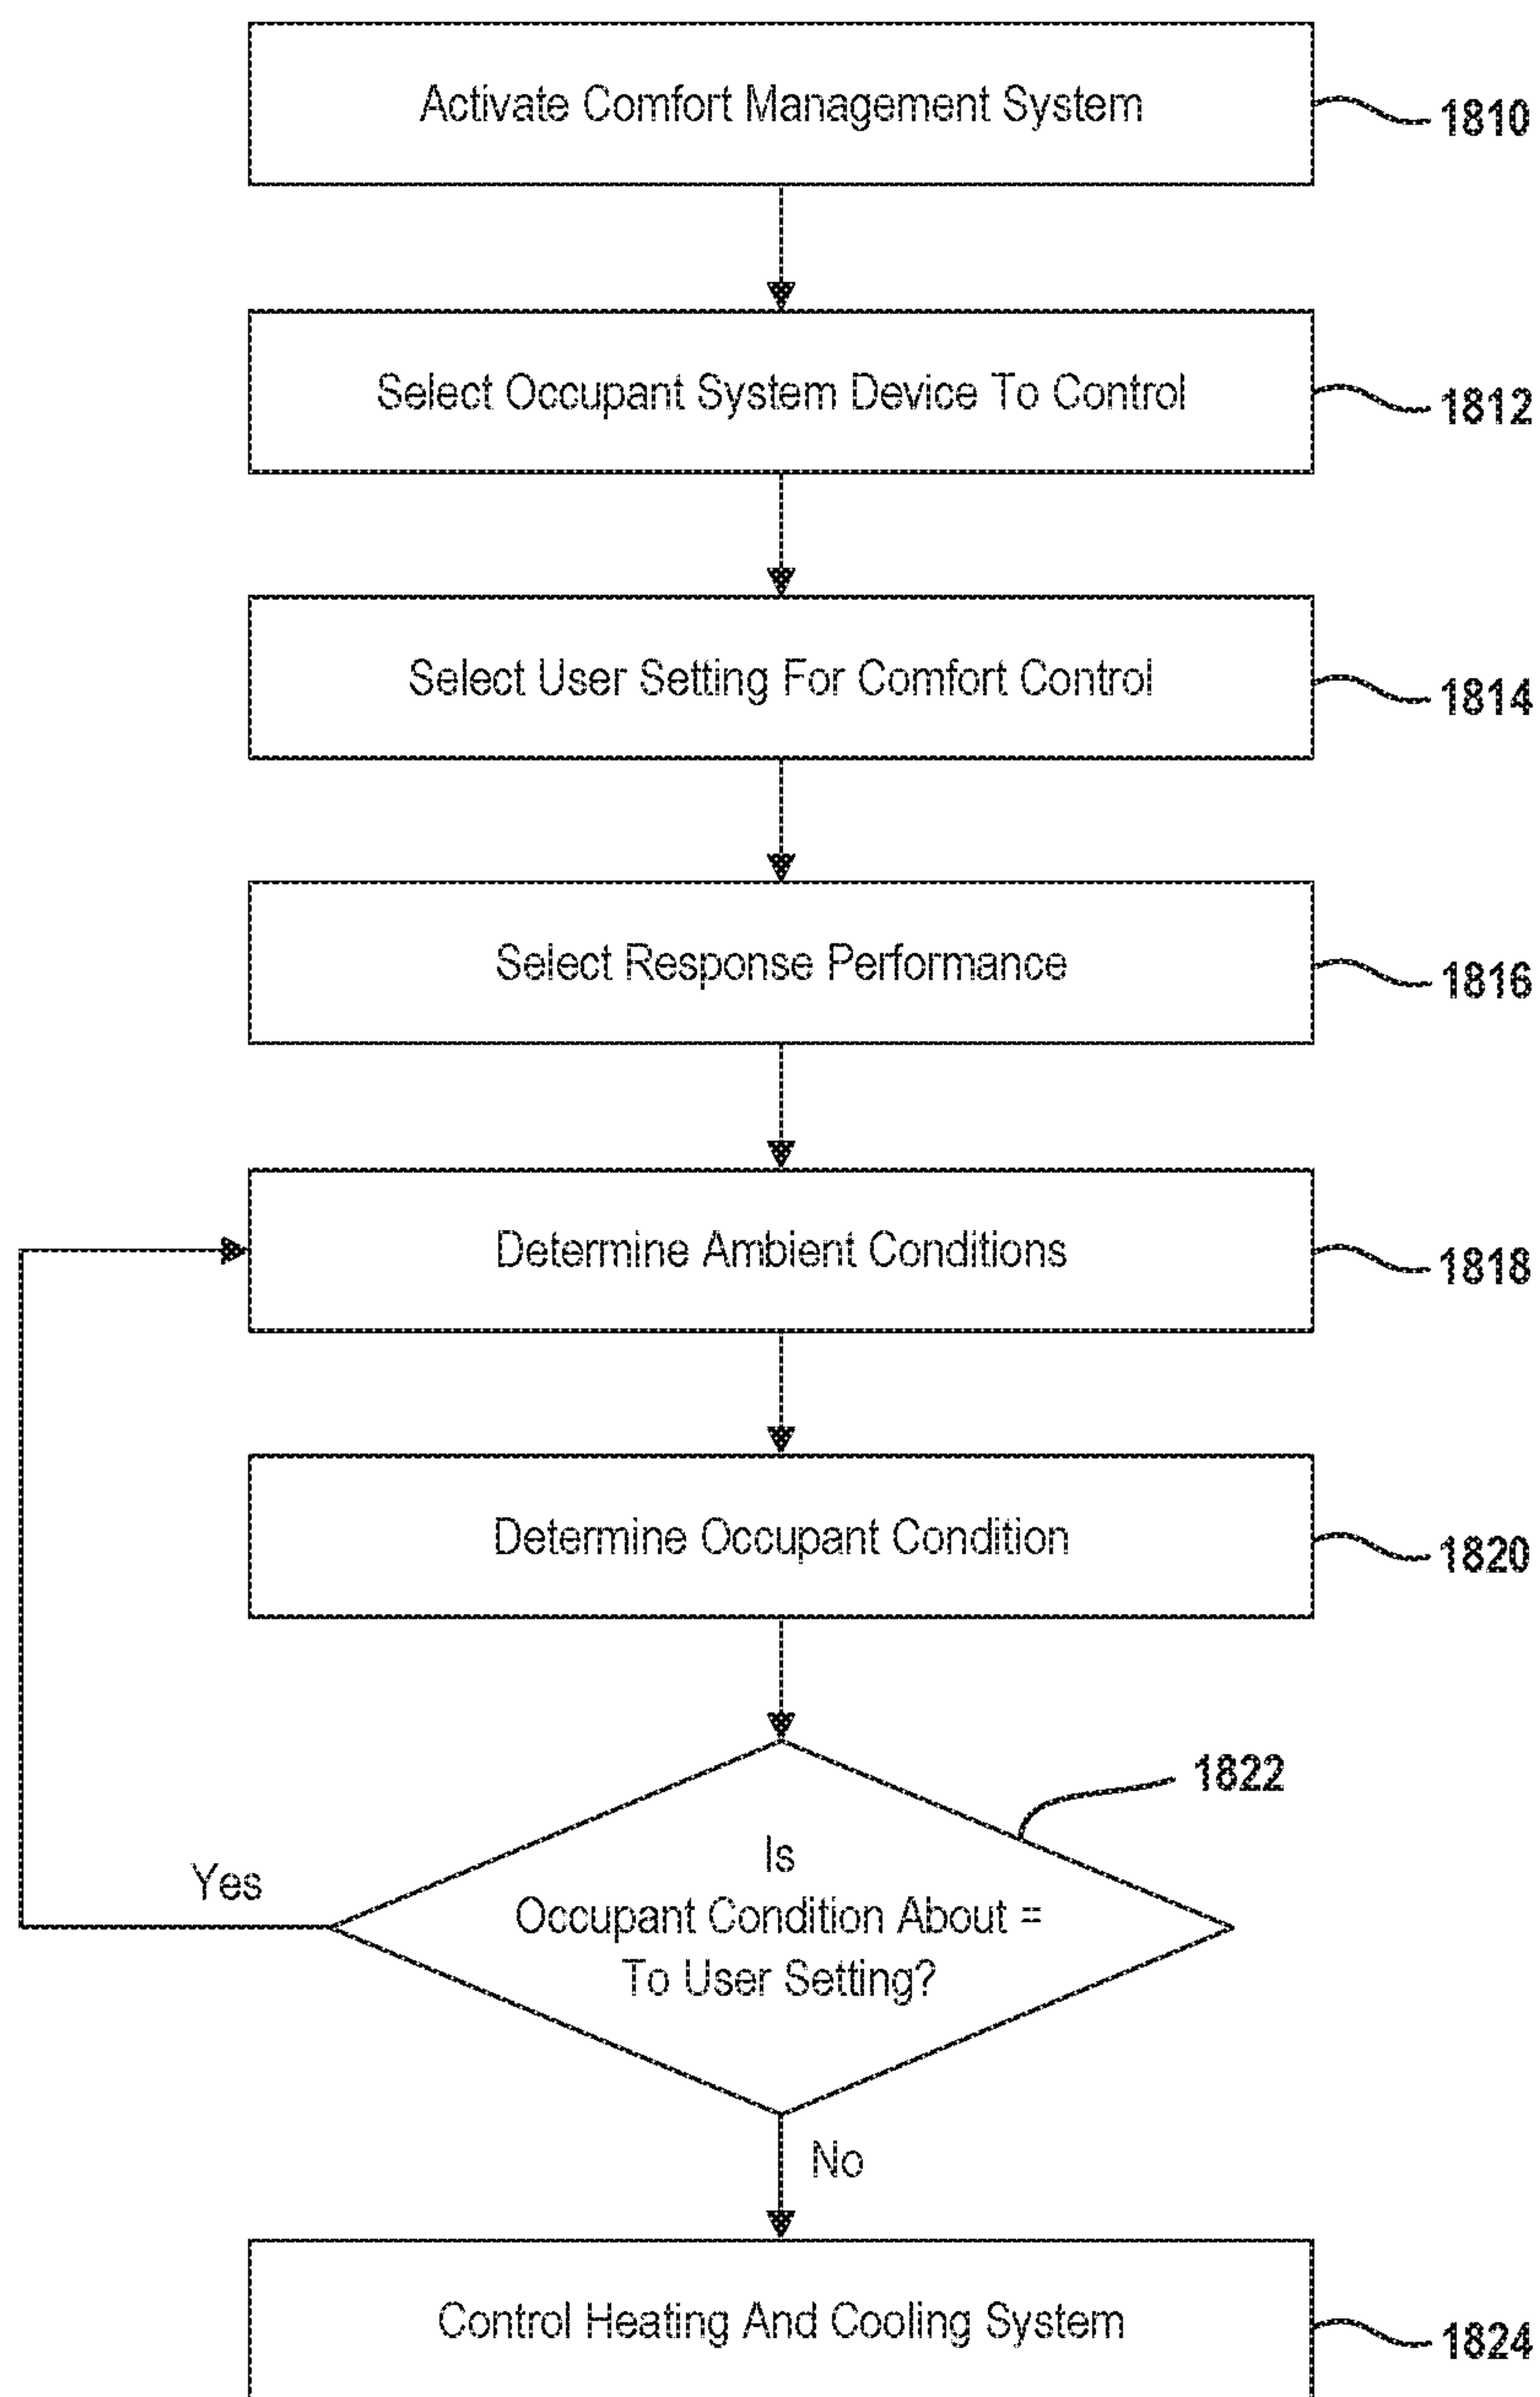 Activate Comfort Management System
1810
Select Occupant System Device To Control
1812
Select User Setting For Comfort Control
1814
Select Response Performance
1816
Determine Ambient Conditions
1818
Determine Occupant Condition
1820
1822
Is
Occupant Condition About =
To User Setting?
Yes
No
Control Heating And Cooling System
1824